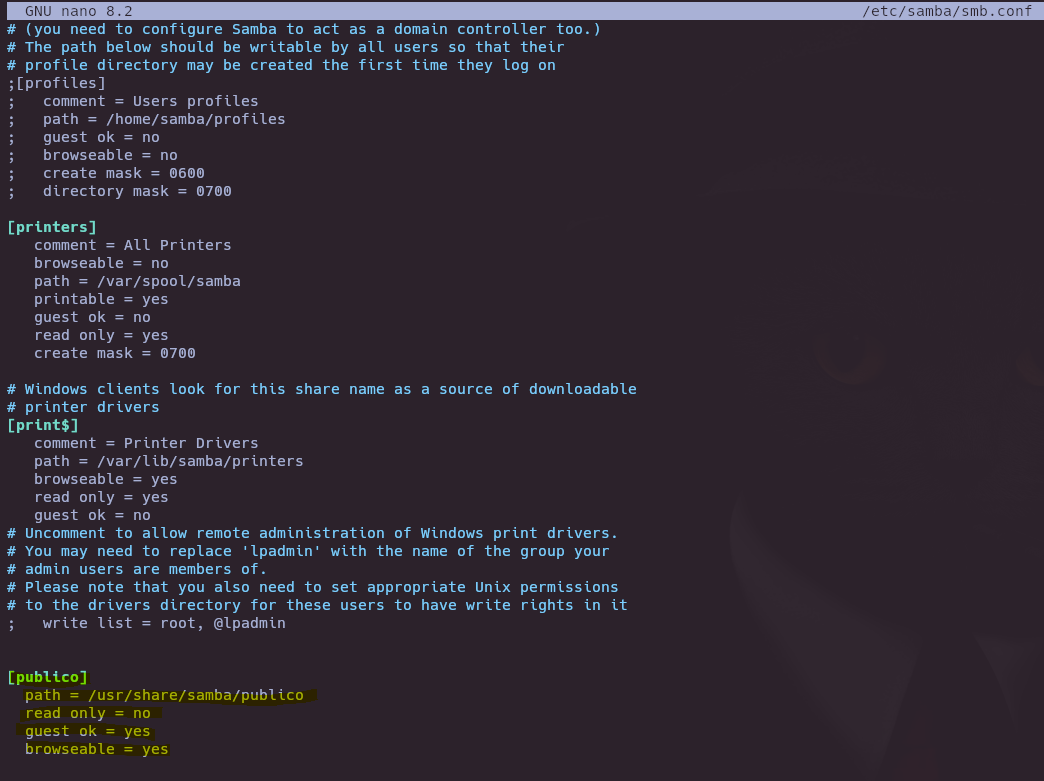 GNU nano 8.2 /etc/samba/smb.conf
# (you need to configure Samba to act as a domain controller too.)
# The path below should be writable by all users so that their
# profile directory may be created the first time they log on
;[profiles]
;   comment = Users profiles
;   path = /home/samba/profiles
;   guest ok = no
;   browseable = no
;   create mask = 0600
;   directory mask = 0700
[printers]
   comment = All Printers
   browseable = no
   path = /var/spool/samba
   printable = yes
   guest ok = no
   read only = yes
   create mask = 0700
# Windows clients look for this share name as a source of downloadable
# printer drivers
[print$]
   comment = Printer Drivers
   path = /var/lib/samba/printers
   browseable = yes
   read only = yes
   guest ok = no
# Uncomment to allow remote administration of Windows print drivers.
# You may need to replace 'lpadmin' with the name of the group your
# admin users are members of.
# Please note that you also need to set appropriate Unix permissions
# to the drivers directory for these users to have write rights in it
;   write list = root, @lpadmin
[publico]
  path = /usr/share/samba/publico
  read only = no
  guest ok = yes
  browseable = yes